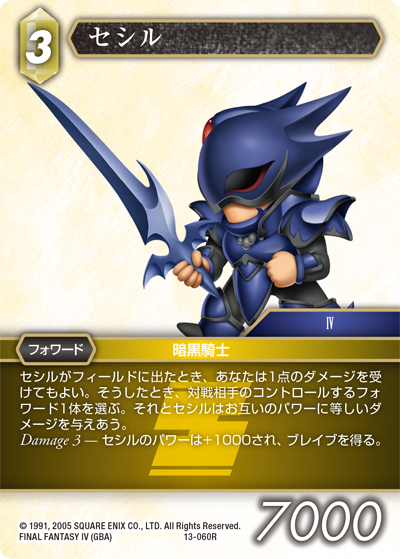 3
セシル
IV
フォワード
暗黒騎士
セシルがフィールドに出たとき、あなたは1点のダメージを受
けてもよい。そうしたとき、対戦相手のコントロールするフォ
ワード1体を選ぶ。それとセシルはお互いのパワーに等しいダ
メージを与えあう。
Damage 3 — セシルのパワーは+1000され、ブレイブを得る。
© 1991, 2005 SQUARE ENIX CO., LTD. All Rights Reserved.
FINAL FANTASY IV (GBA)
13-060R
7000